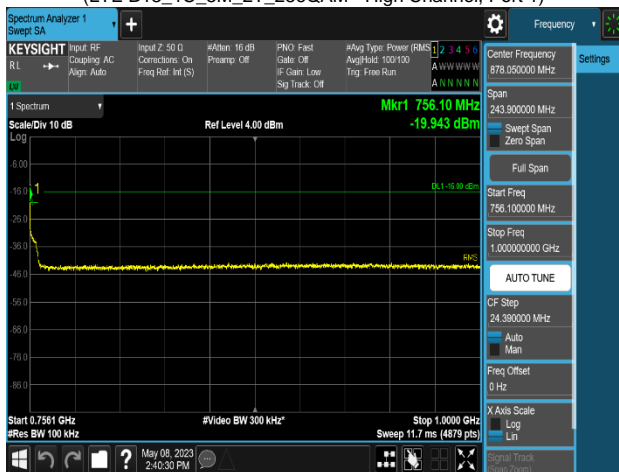 Spectrum Analyzer 1
Swept SA
+
Frequency
KEYSIGHT
RL
Input: RF
Coupling: AC
Align: Auto
Input Z: 50 Ω
Corrections: On
Freq Ref: Int (S)
#Atten: 16 dB
Preamp: Off
PNO: Fast
Gate: Off
IF Gain: Low
Sig Track: Off
#Avg Type: Power (RMS
Avg|Hold: 100/100
Trig: Free Run
1 2 3 4 5 6
A W W W W W
A N N N N N
LW
1 Spectrum
Scale/Div 10 dB
Log
Ref Level 4.00 dBm
Mkr1 756.10 MHz
-19.943 dBm
-6.00
-16.0
-26.0
-36.0
-46.0
-56.0
-66.0
-76.0
-86.0
1
DL1 -16.00 dBm
RMS
Start 0.7561 GHz
#Res BW 100 kHz
#Video BW 300 kHz*
Stop 1.0000 GHz
Sweep 11.7 ms (4879 pts)
May 08, 2023
2:40:30 PM
Center Frequency
878.050000 MHz
Settings
Span
243.900000 MHz
Swept Span
Zero Span
Full Span
Start Freq
756.100000 MHz
Stop Freq
1.000000000 GHz
AUTO TUNE
CF Step
24.390000 MHz
Auto
Man
Freq Offset
0 Hz
X Axis Scale
Log
Lin
Signal Track
(Span Zoom)